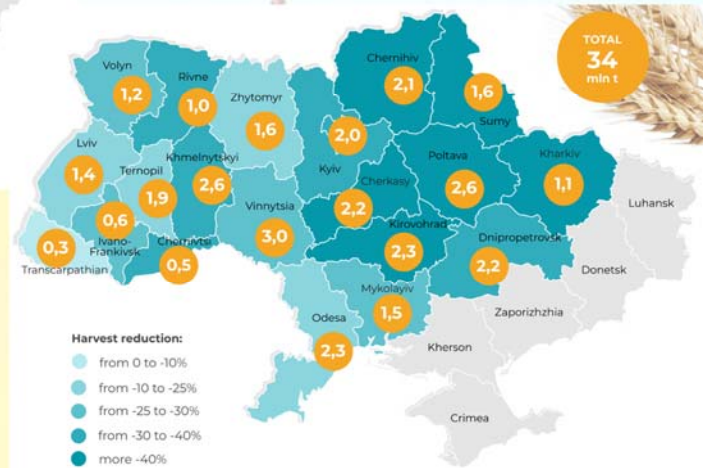 TOTAL
34
mln t
Volyn
1,2
Rivne
1,0
Zhytomyr
1,6
Chernihiv
2,1
1,6
Sumy
Lviv
1,4
Ternopil
1,9
Khmelnytskyi
2,6
Kyiv
2,0
Cherkasy
2,2
Poltava
2,6
Kharkiv
1,1
Luhansk
0,6
Ivano-
Frankivsk
0,3
Transcarpathian
Chernivtsi
0,5
Vinnytsia
3,0
Kirovohrad
2,3
Dnipropetrovsk
2,2
Donetsk
Mykolayiv
1,5
Odesa
2,3
Zaporizhzhia
Kherson
Crimea
Harvest reduction:
from 0 to -10%
from -10 to -25%
from -25 to -30%
from -30 to -40%
more -40%